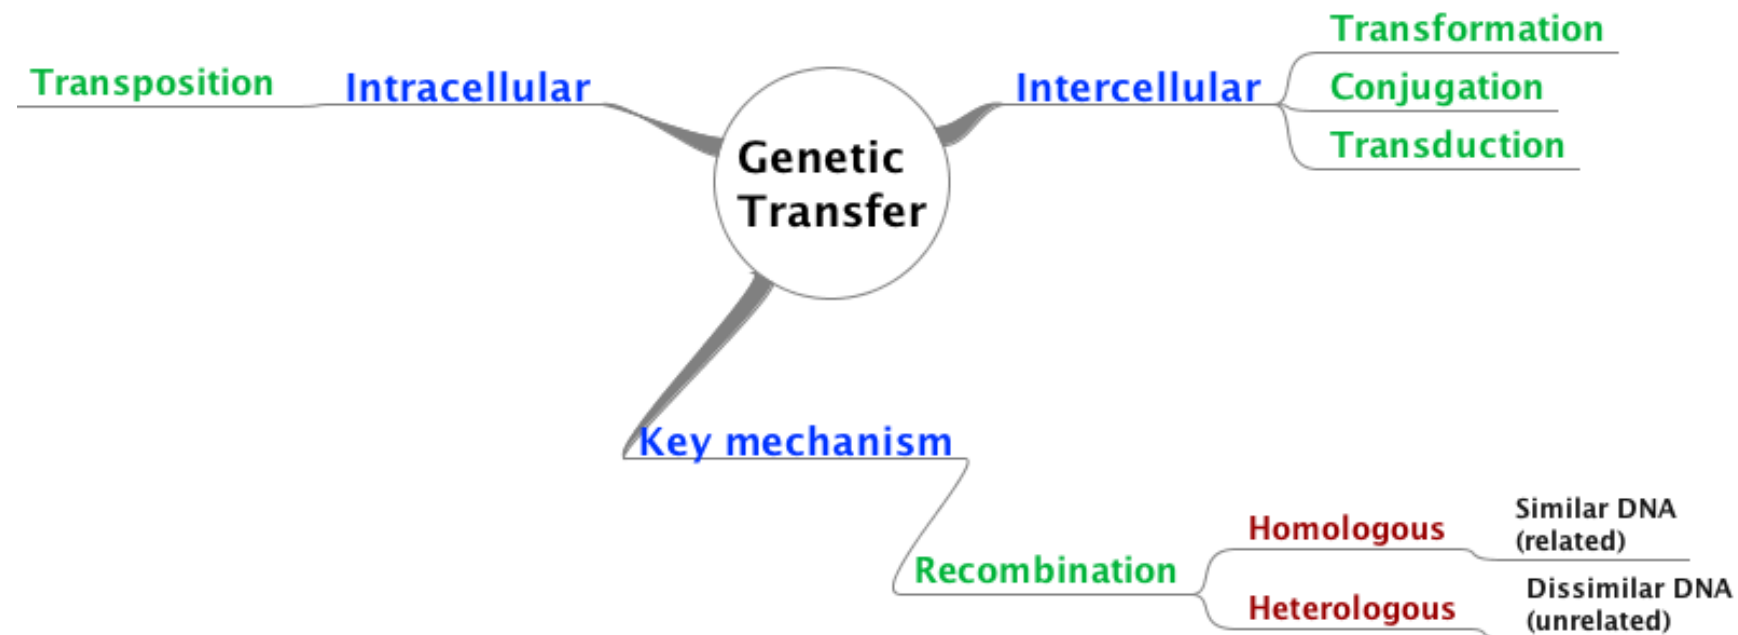 Transposition
Intracellular
Genetic
Transfer
Intercellular
Transformation
Conjugation
Transduction
Key mechanism
Recombination
Homologous
Similar DNA
(related)
Heterologous
Dissimilar DNA
(unrelated)